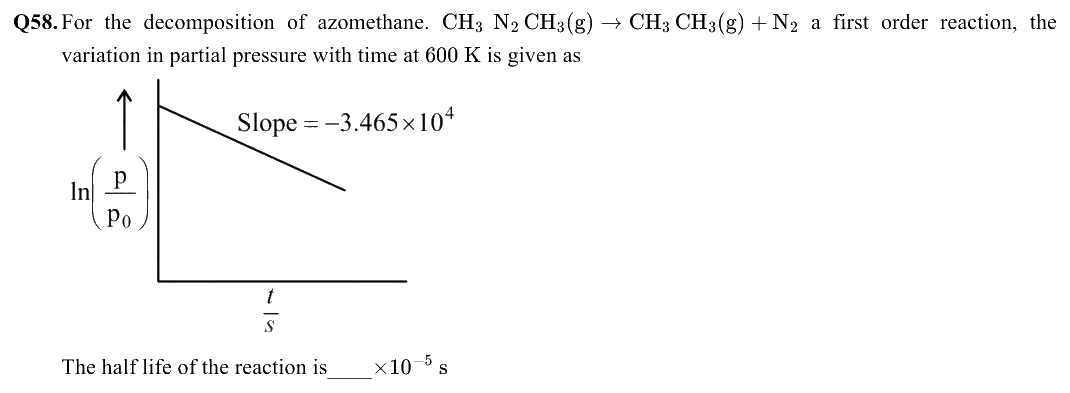 Q58. For the decomposition of azomethane. CH₃ N₂ CH₃(g) → CH₃ CH₃(g) + N₂ a first order reaction, the
variation in partial pressure with time at 600 K is given as
Slope = −3.465×10⁴
ln(p/p₀)
t/s
The half life of the reaction is____×10⁻⁵ s